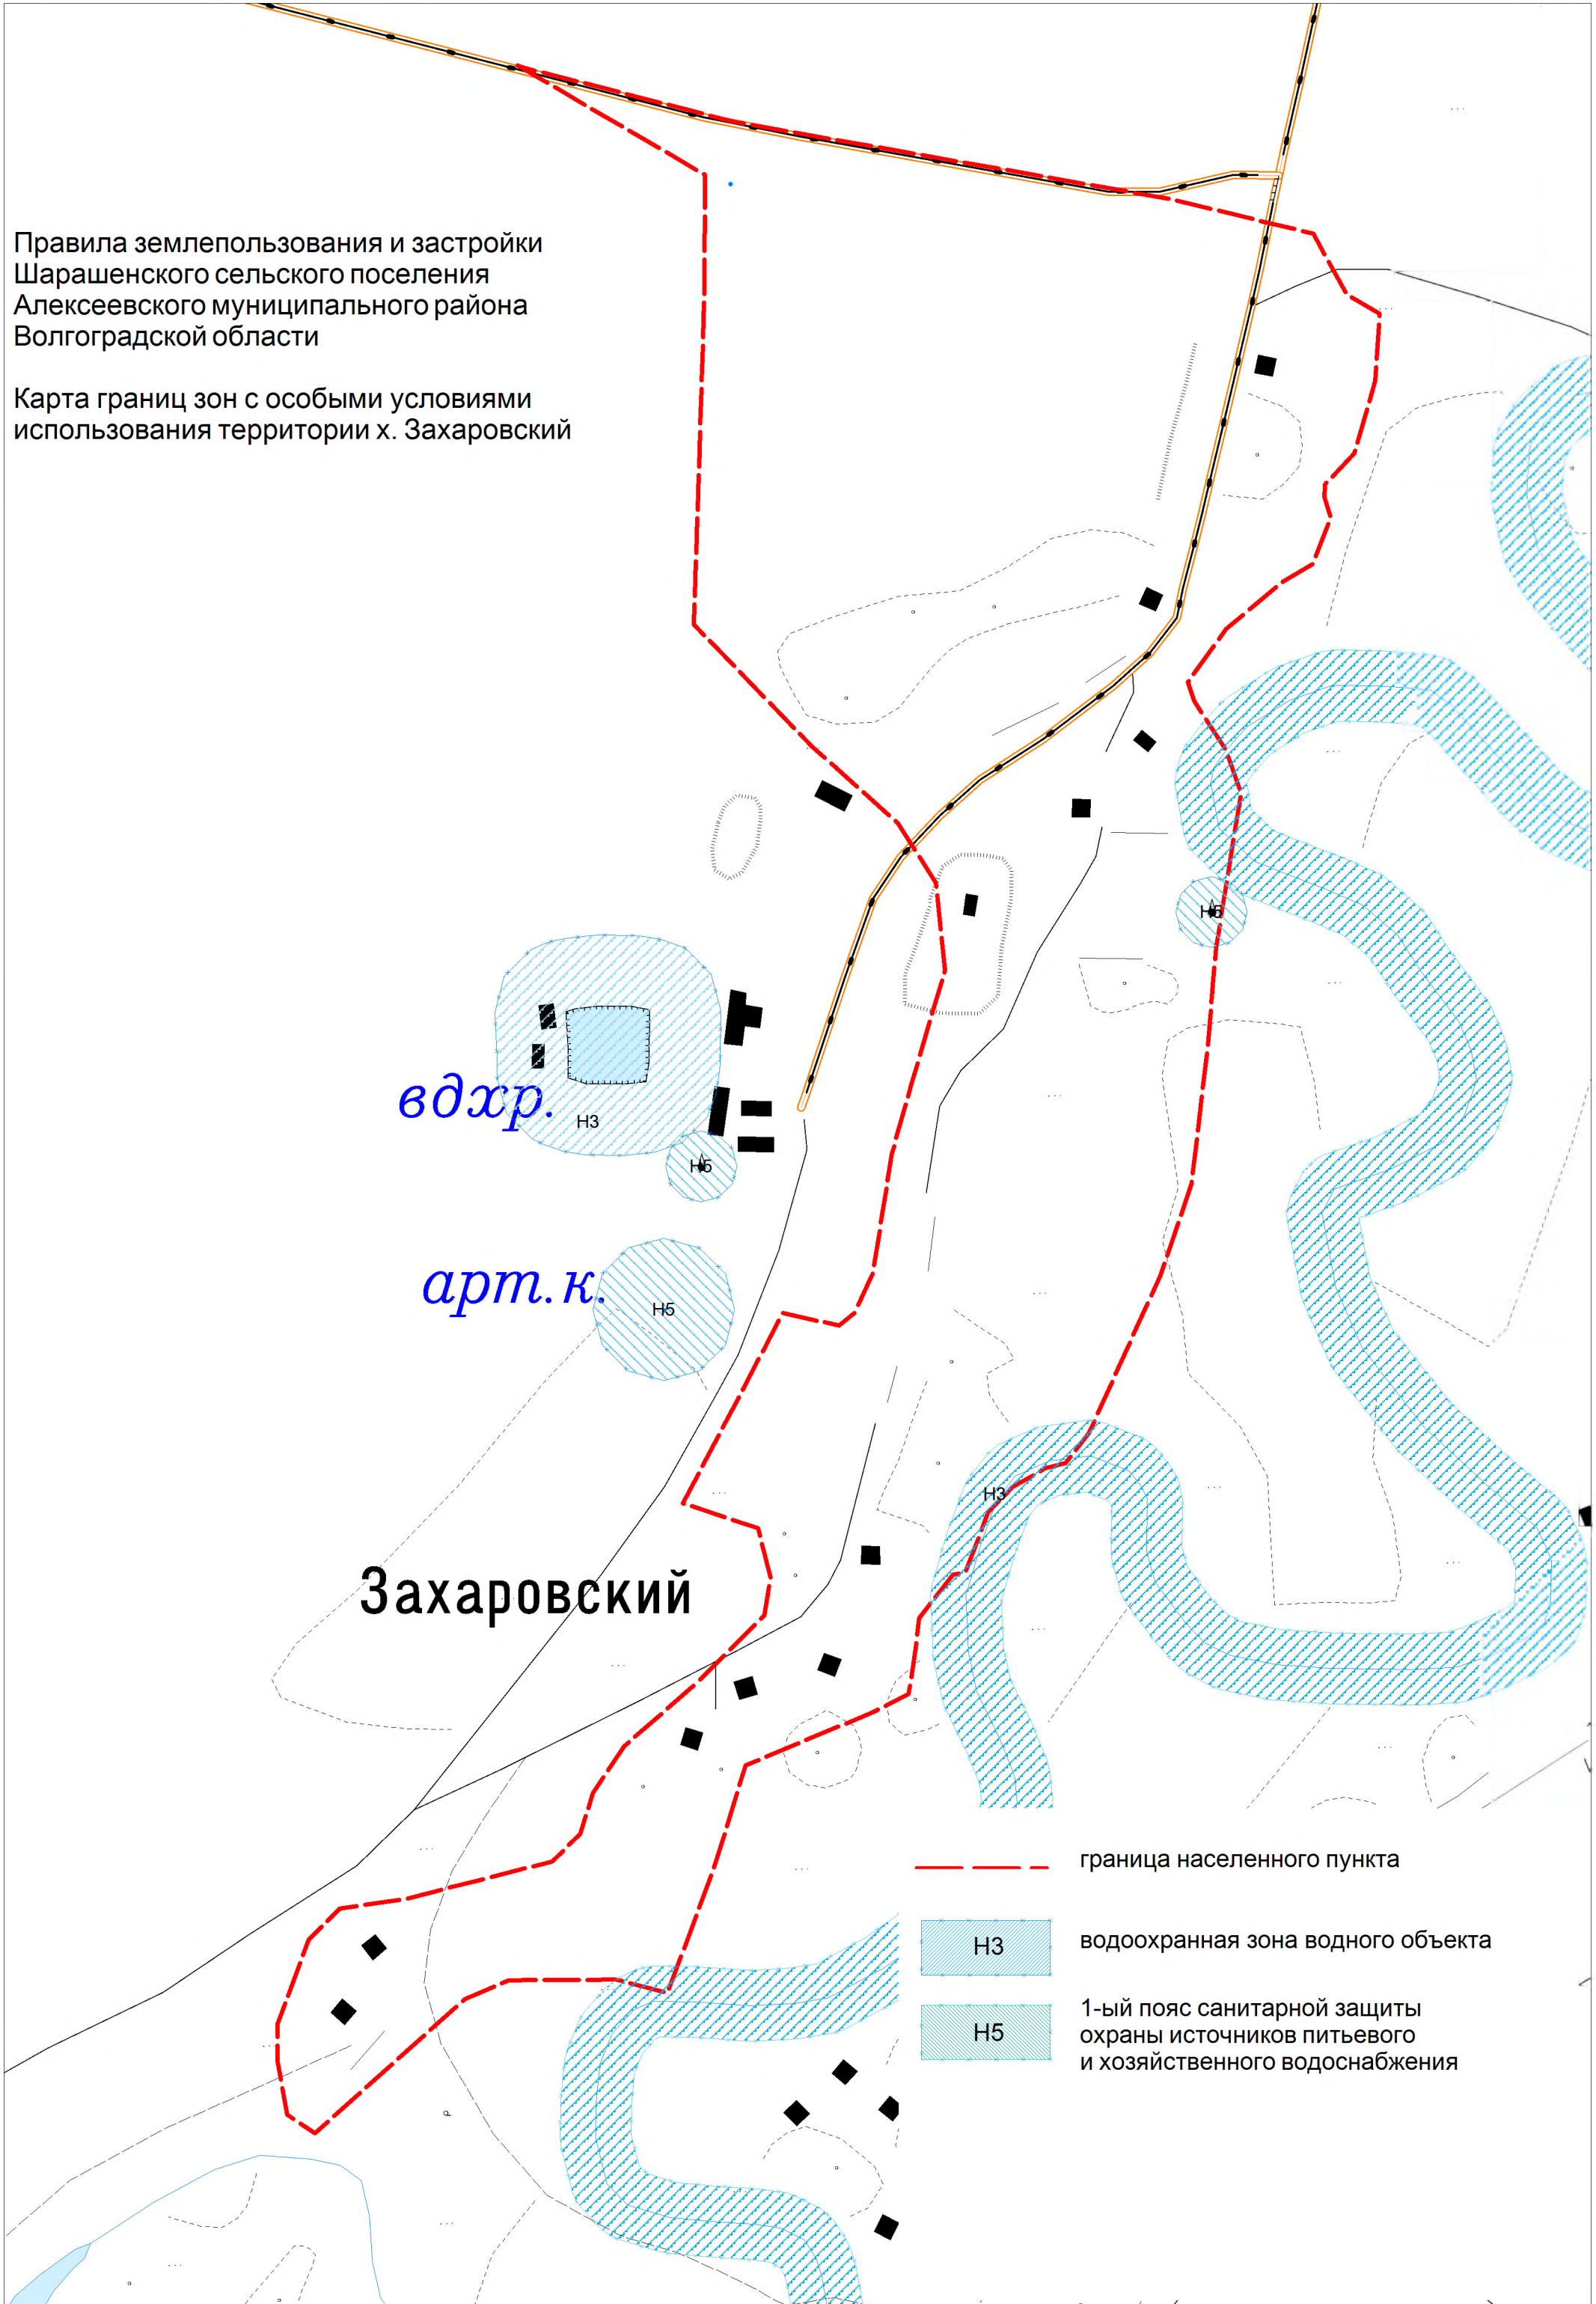 Правила землепользования и застройки
Шарашенского сельского поселения
Алексеевского муниципального района
Волгоградской области
Карта границ зон с особыми условиями
использования территории х. Захаровский
Н5
вдхр.
Н3
Н5
арт.к.
Н5
Н3
Захаровский
граница населенного пункта
Н3
водоохранная зона водного объекта
Н5
1-ый пояс санитарной защиты
охраны источников питьевого
и хозяйственного водоснабжения